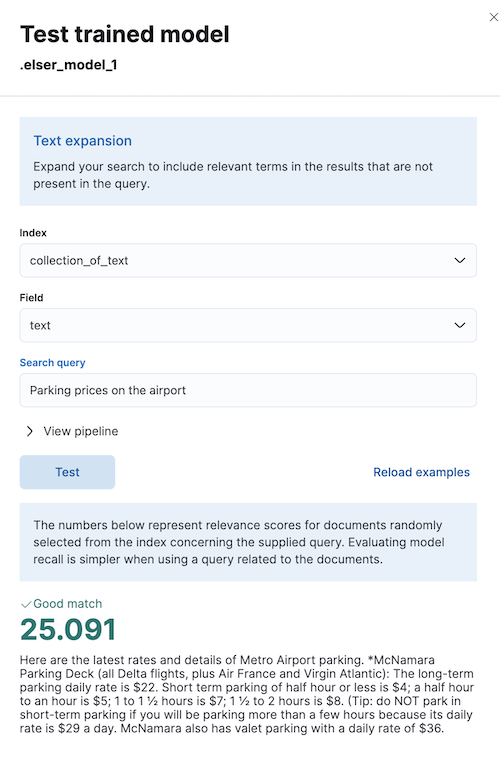 Test trained model
.elser_model_1
Text expansion
Expand your search to include relevant terms in the results that are not
present in the query.
Index
collection_of_text
Field
text
Search query
Parking prices on the airport
View pipeline
Test
Reload examples
The numbers below represent relevance scores for documents randomly
selected from the index concerning the supplied query. Evaluating model
recall is simpler when using a query related to the documents.
Good match
25.091
Here are the latest rates and details of Metro Airport parking. *McNamara
Parking Deck (all Delta flights, plus Air France and Virgin Atlantic): The long-term
parking daily rate is $22. Short term parking of half hour or less is $4; a half hour
to an hour is $5; 1 to 1 ½ hours is $7; 1 ½ to 2 hours is $8. (Tip: do NOT park in
short-term parking if you will be parking more than a few hours because its daily
rate is $29 a day. McNamara also has valet parking with a daily rate of $36.